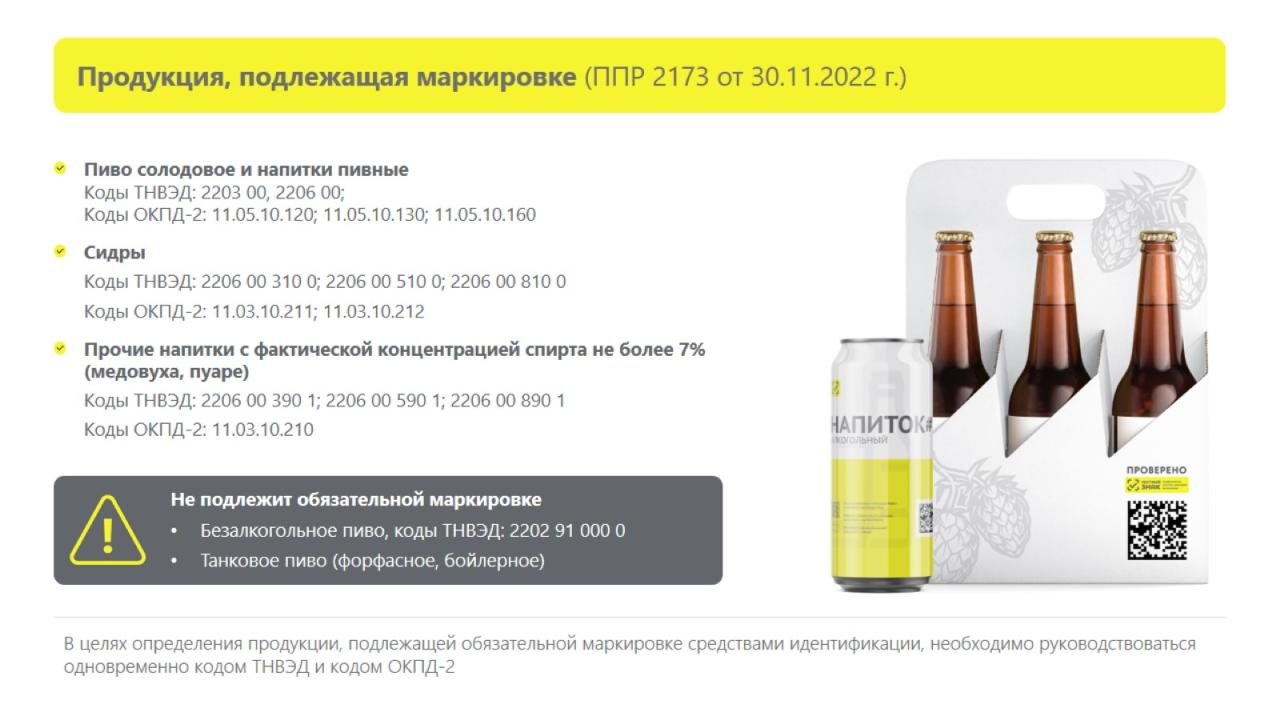 Продукция, подлежащая маркировке (ППР 2173 от 30.11.2022 г.)
Пиво солодовое и напитки пивные
Коды ТНВЭД: 2203 00, 2206 00;
Коды ОКПД-2: 11.05.10.120; 11.05.10.130; 11.05.10.160
Сидры
Коды ТНВЭД: 2206 00 310 0; 2206 00 510 0; 2206 00 810 0
Коды ОКПД-2: 11.03.10.211; 11.03.10.212
Прочие напитки с фактической концентрацией спирта не более 7%
(медовуха, пуаре)
Коды ТНВЭД: 2206 00 390 1; 2206 00 590 1; 2206 00 890 1
Коды ОКПД-2: 11.03.10.210
Не подлежит обязательной маркировке
• Безалкогольное пиво, коды ТНВЭД: 2202 91 000 0
• Танковое пиво (форфасное, бойлерное)
НАПИТОК#
ПРОВЕРЕНО
ЧЕСТНЫЙ
ЗНАК
В целях определения продукции, подлежащей обязательной маркировке средствами идентификации, необходимо руководствоваться
одновременно кодом ТНВЭД и кодом ОКПД-2